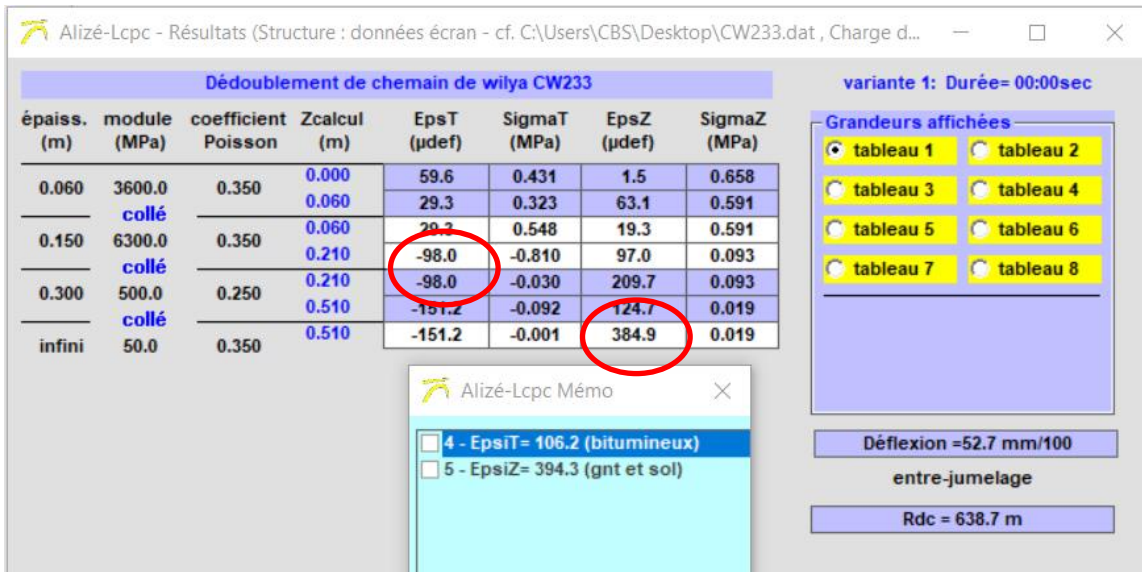 Alizé-Lcpc - Résultats (Structure : données écran - cf. C:\Users\CBS\Desktop\CW233.dat , Charge d...
Dédoublement de chemain de wilya CW233
variante 1: Durée= 00:00sec
épaiss. module coefficient Zcalcul EpsT SigmaT EpsZ SigmaZ
(m) (MPa) Poisson (m) (µdef) (MPa) (µdef) (MPa)
Grandeurs affichées
tableau 1 tableau 2
tableau 3 tableau 4
tableau 5 tableau 6
tableau 7 tableau 8
0.000 59.6 0.431 1.5 0.658
0.060 3600.0 0.350
0.060 29.3 0.323 63.1 0.591
collé
0.060 29.3 0.548 19.3 0.591
0.150 6300.0 0.350
0.210 -98.0 -0.810 97.0 0.093
collé
0.210 -98.0 -0.030 209.7 0.093
0.300 500.0 0.250
0.510 -151.2 -0.092 124.7 0.019
collé
0.510 -151.2 -0.001 384.9 0.019
infini 50.0 0.350
Alizé-Lcpc Mémo
4 - EpsiT= 106.2 (bitumineux)
5 - EpsiZ= 394.3 (gnt et sol)
Déflexion =52.7 mm/100
entre-jumelage
Rdc = 638.7 m